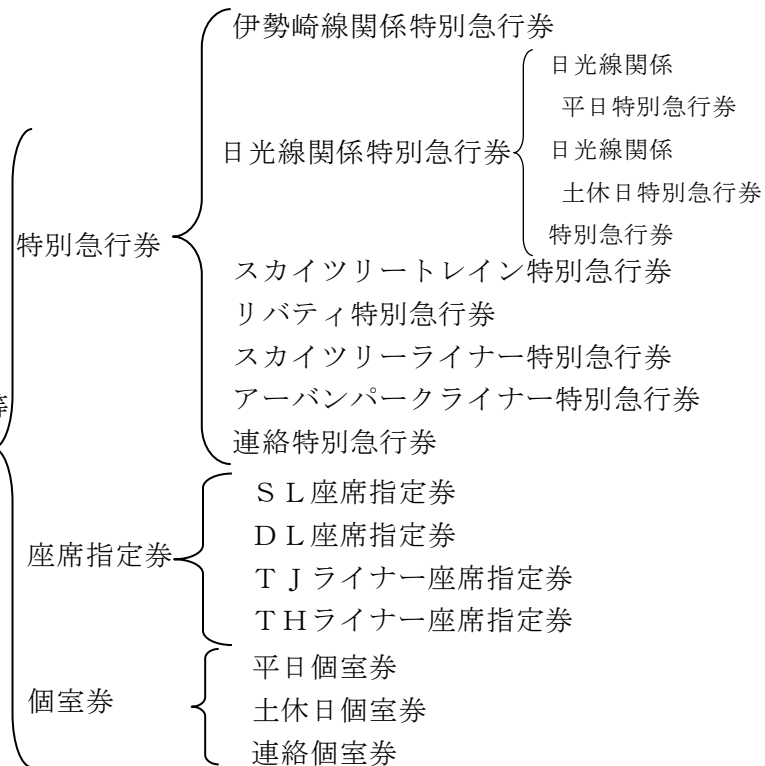 伊勢崎線関係特別急行券
日光線関係
平日特別急行券
日光線関係特別急行券
日光線関係
土休日特別急行券
特別急行券
特別急行券
スカイツリートレイン特別急行券
リバティ特別急行券
スカイツリーライナー特別急行券
アーバンパークライナー特別急行券
等
連絡特別急行券
ＳＬ座席指定券
ＤＬ座席指定券
座席指定券
ＴＪライナー座席指定券
ＴＨライナー座席指定券
平日個室券
個室券
土休日個室券
連絡個室券